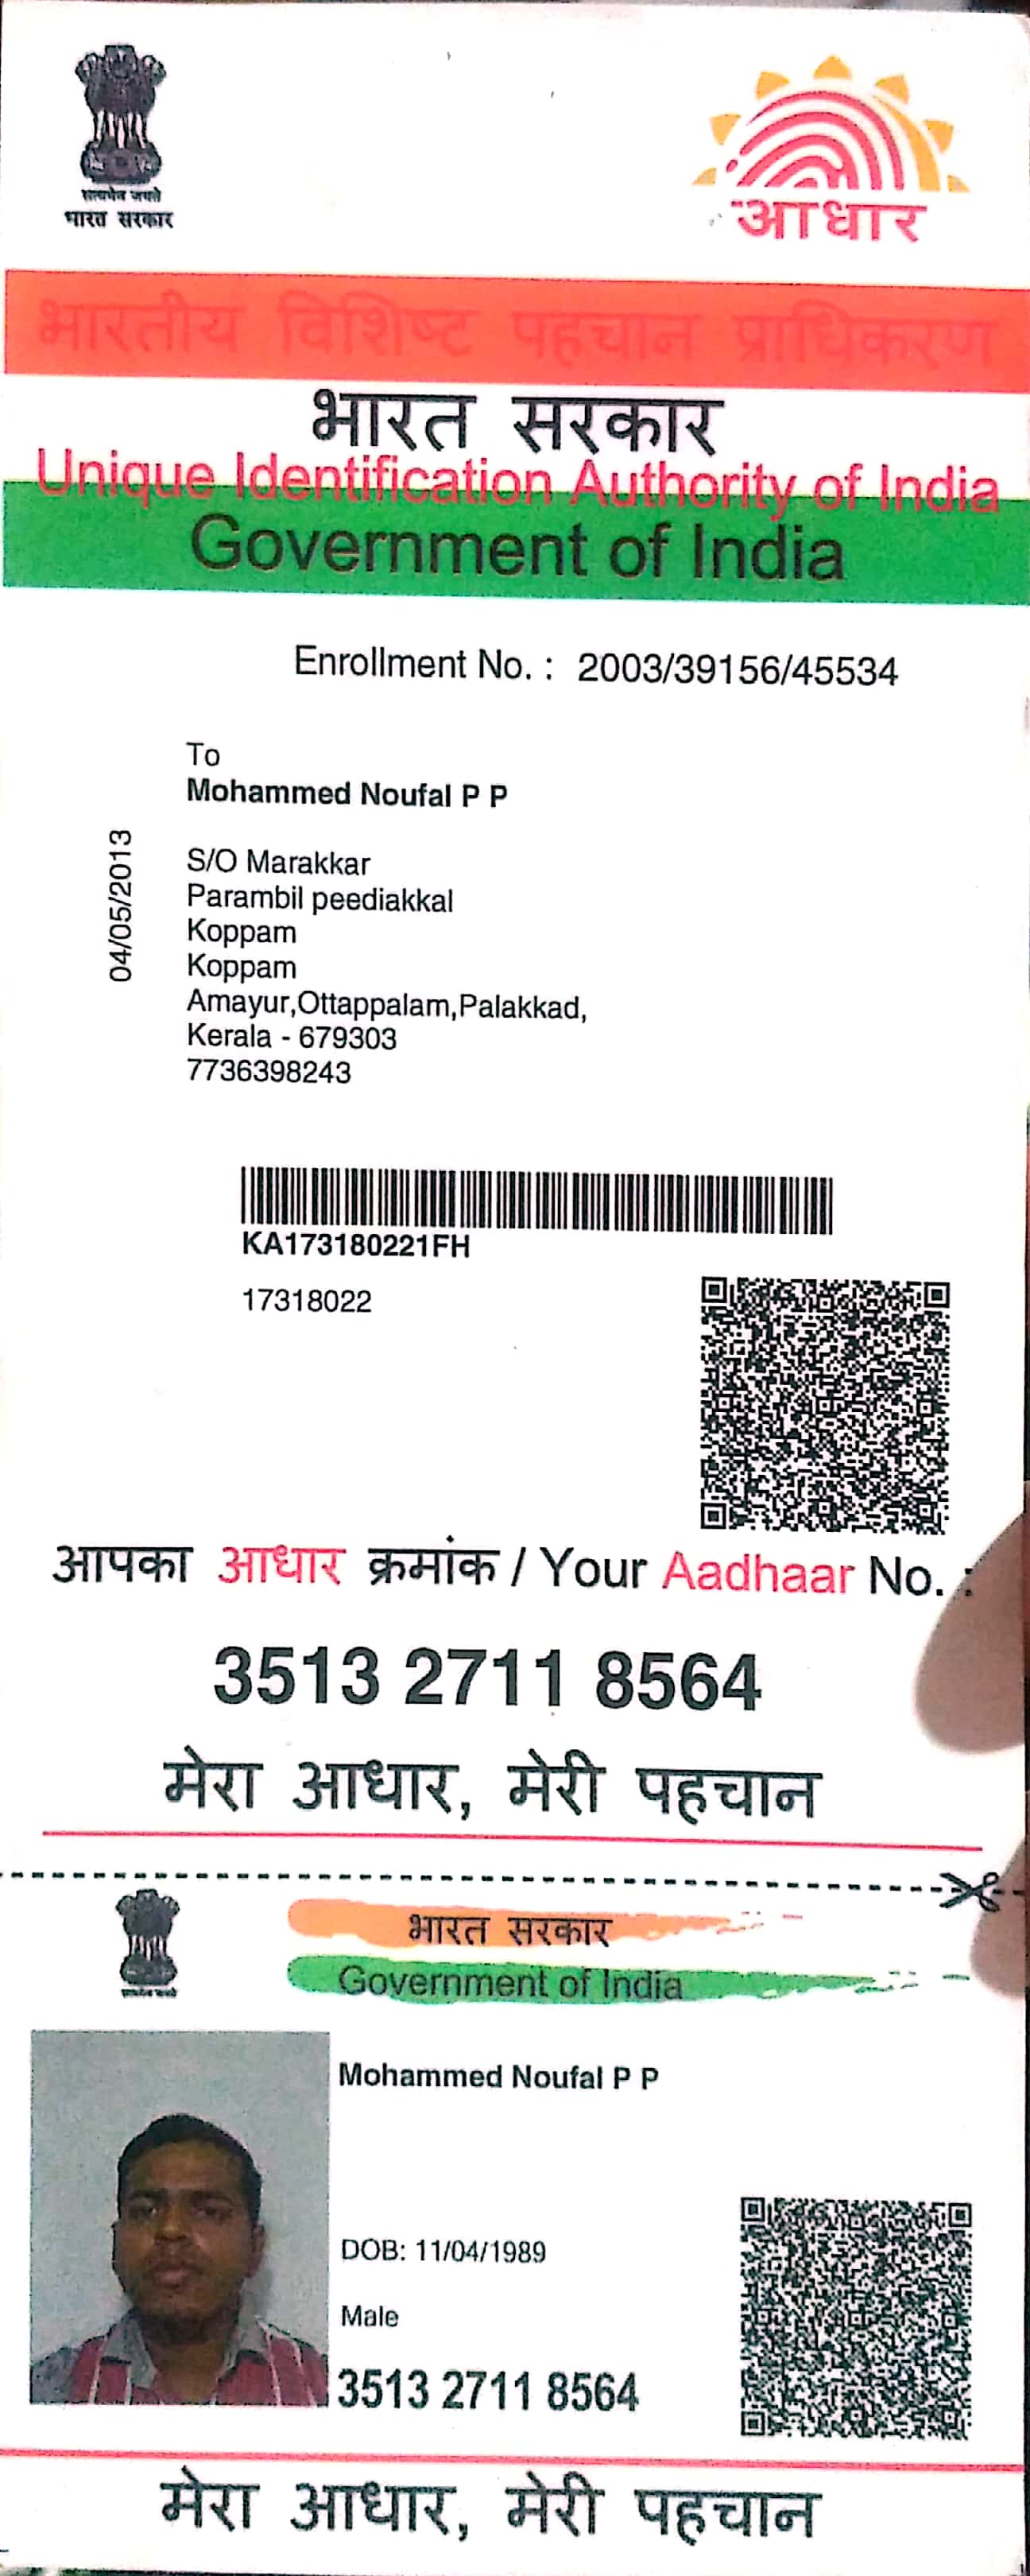 सत्यमेव जयते
भारत सरकार
आधार
भारतीय विशिष्ट पहचान प्राधिकरण
भारत सरकार
Unique Identification Authority of India
Government of India
Enrollment No. : 2003/39156/45534
To
Mohammed Noufal P P
04/05/2013
S/O Marakkar
Parambil peediakkal
Koppam
Koppam
Amayur,Ottappalam,Palakkad,
Kerala - 679303
7736398243
KA173180221FH
17318022
आपका आधार क्रमांक / Your Aadhaar No. :
3513 2711 8564
मेरा आधार, मेरी पहचान
भारत सरकार
Government of India
Mohammed Noufal P P
DOB: 11/04/1989
Male
3513 2711 8564
मेरा आधार, मेरी पहचान